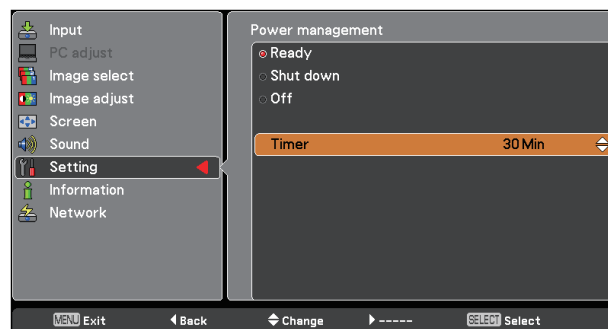 Input
PC adjust
Image select
Image adjust
Screen
Sound
Setting
Information
Network
Power management
Ready
Shut down
Off
Timer 30 Min
MENU Exit Back Change ----- SELECT Select